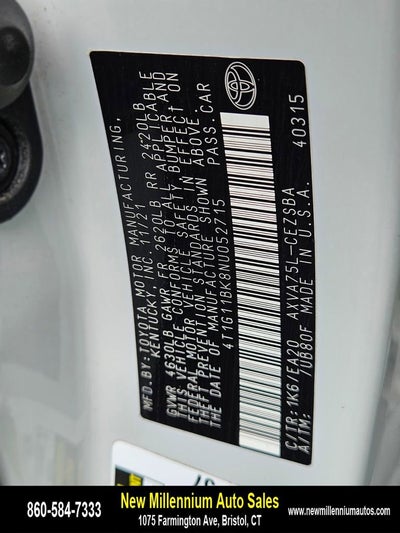 MFD.BY:TOYOTA MOTOR MANUFACTURING,
KENTUCKY, INC. 11/21
GVWR 4630LB GAWR FR 2620LB RR 2420LB
THIS VEHICLE CONFORMS TO ALL APPLICABLE
FEDERAL MOTOR VEHICLE SAFETY, BUMPER AND
THEFT PREVENTION STANDARDS IN EFFECT ON
THE DATE OF MANUFACTURE SHOWN ABOVE.
4T1G11BK8NU052715 PASS.CAR
C/TR:1K6/EA20 AXVA75L-CEZSBA
A/TM: /UB80F MADE IN U.S.A. 40315
860-584-7333
New Millennium Auto Sales
1075 Farmington Ave, Bristol, CT
www.newmillenniumautos.com